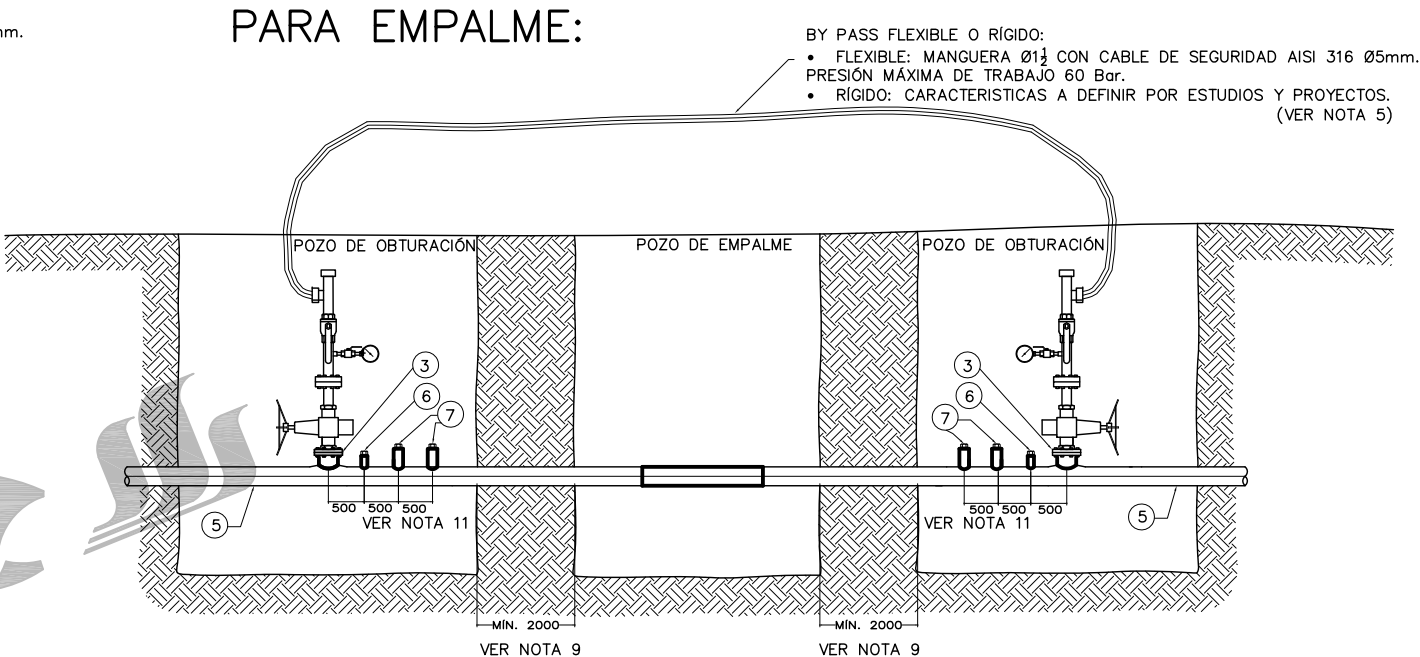 mm.
PARA EMPALME:
BY PASS FLEXIBLE O RÍGIDO:
• FLEXIBLE: MANGUERA Ø1½ CON CABLE DE SEGURIDAD AISI 316 Ø5mm.
PRESIÓN MÁXIMA DE TRABAJO 60 Bar.
• RÍGIDO: CARACTERISTICAS A DEFINIR POR ESTUDIOS Y PROYECTOS.
(VER NOTA 5)
POZO DE OBTURACIÓN
POZO DE EMPALME
POZO DE OBTURACIÓN
3
6
7
3
6
7
500 500 500
VER NOTA 11
5
500 500 500
VER NOTA 11
5
MÍN. 2000
VER NOTA 9
MÍN. 2000
VER NOTA 9